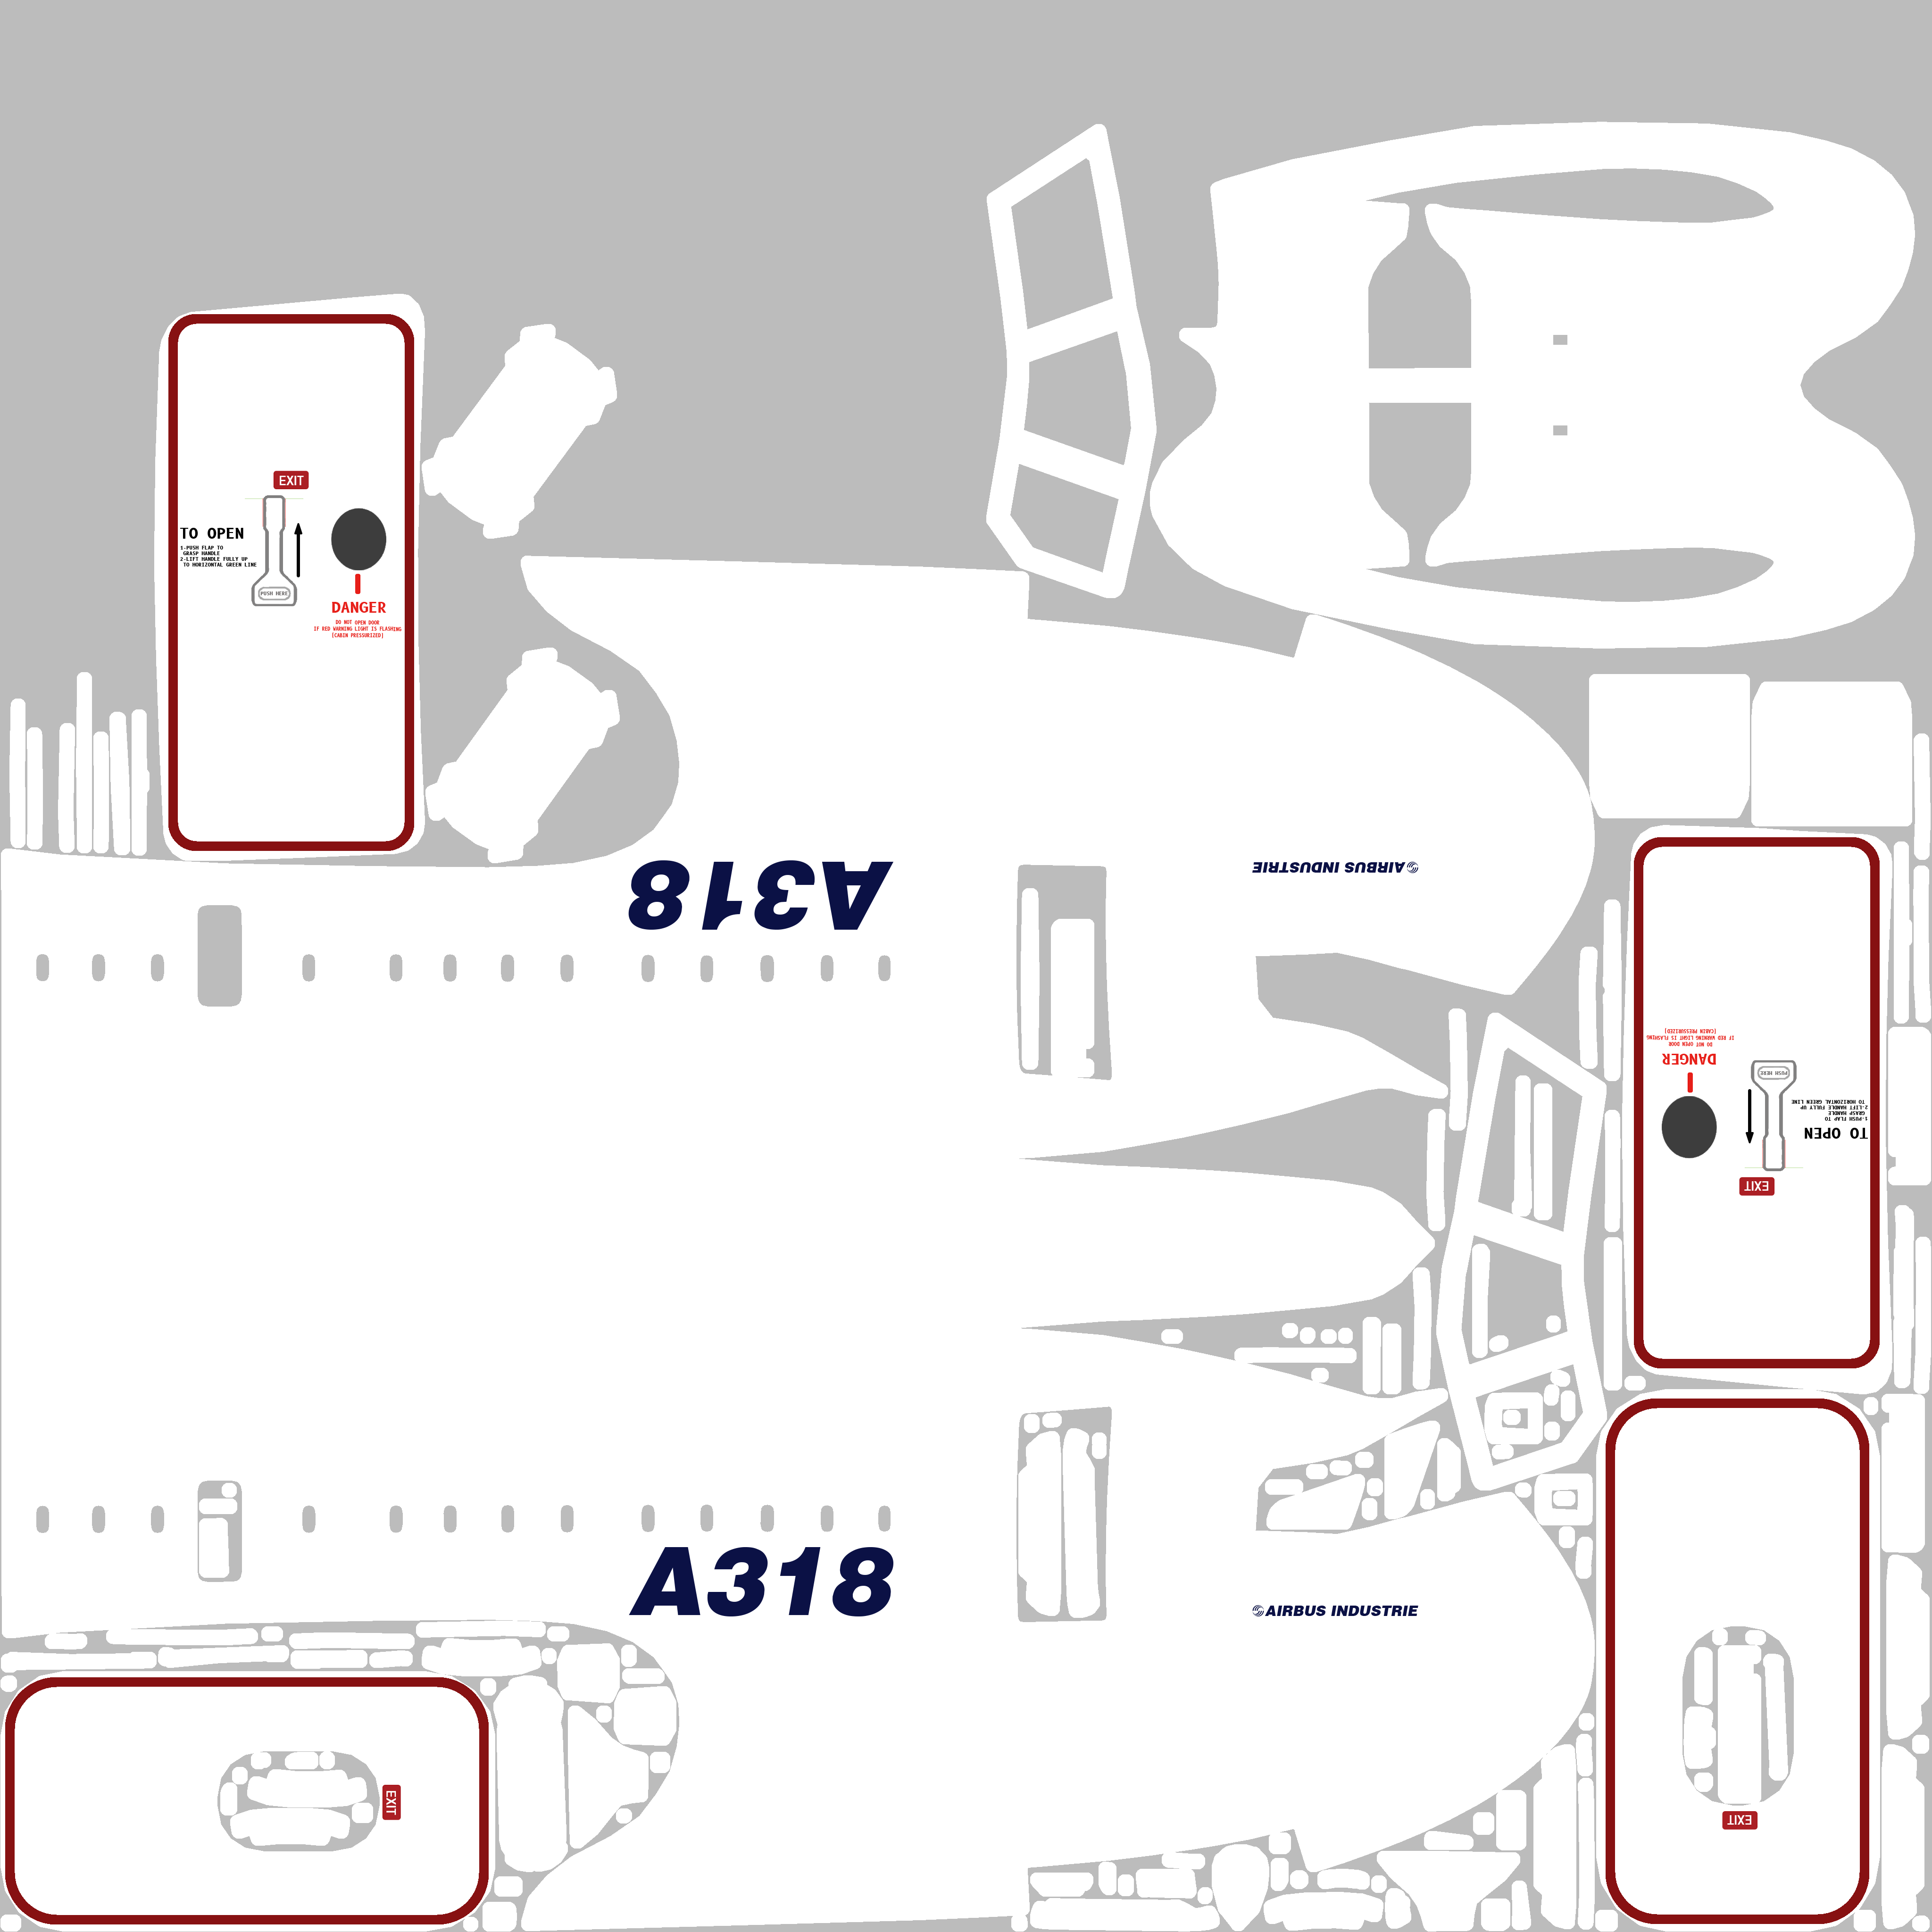 EXIT
TO OPEN
1-PUSH FLAP TO
GRASP HANDLE
2-LIFT HANDLE FULLY UP
TO HORIZONTAL GREEN LINE
PUSH HERE
DANGER
DO NOT OPEN DOOR
IF RED WARNING LIGHT IS FLASHING
[CABIN PRESSURIZED]
A318
AIRBUS INDUSTRIE
EXIT
TO OPEN
1-PUSH FLAP TO
GRASP HANDLE
2-LIFT HANDLE FULLY UP
TO HORIZONTAL GREEN LINE
PUSH HERE
DANGER
DO NOT OPEN DOOR
IF RED WARNING LIGHT IS FLASHING
[CABIN PRESSURIZED]
A318
AIRBUS INDUSTRIE
EXIT
EXIT